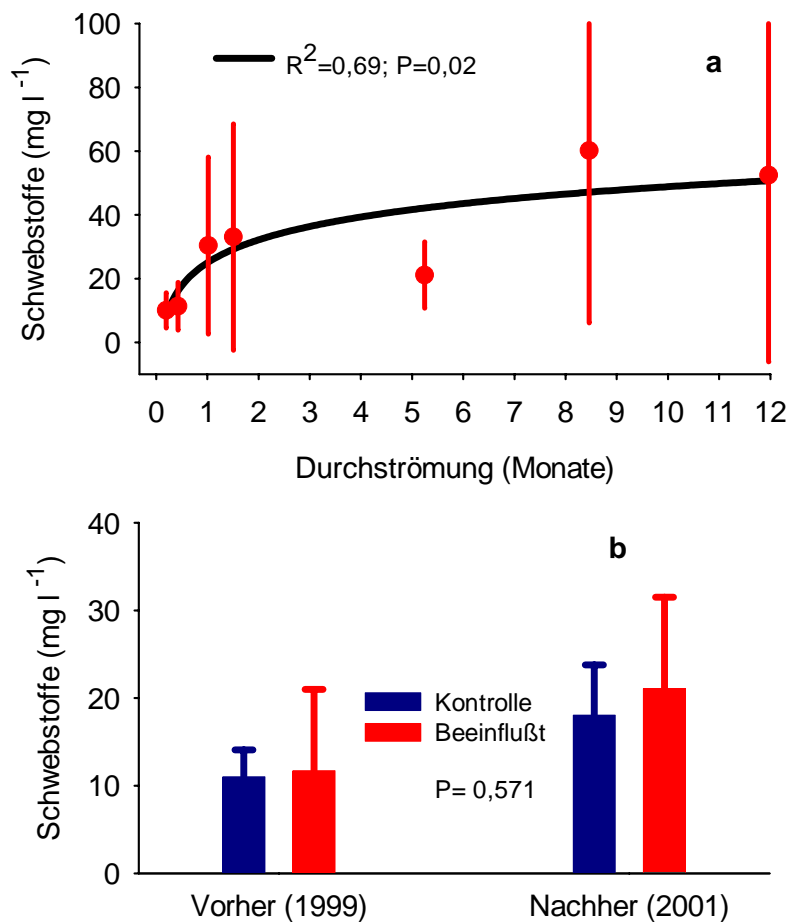 100
80
60
40
20
0
Schwebstoffe (mg l⁻¹)
R²=0,69; P=0,02
a
0 1 2 3 4 5 6 7 8 9 10 11 12
Durchströmung (Monate)
40
30
20
10
0
Schwebstoffe (mg l⁻¹)
b
Kontrolle
Beeinflußt
P= 0,571
Vorher (1999) Nachher (2001)